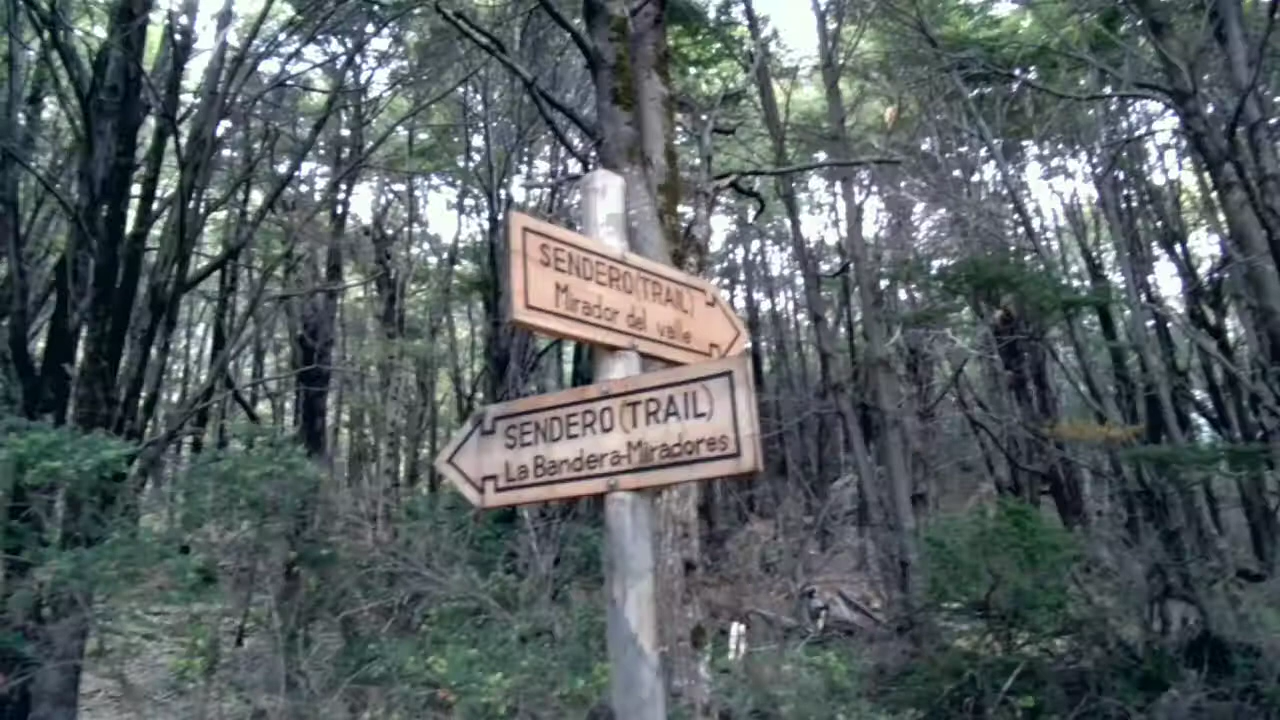 SENDERO(TRAIL)
Mirador del valle
SENDERO (TRAIL)
La Bandera-Miradores